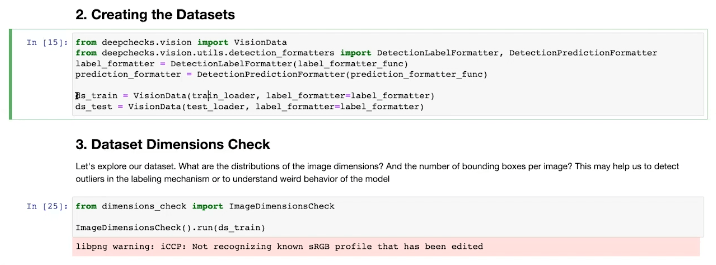 2. Creating the Datasets
In [15]: from deepchecks.vision import VisionData
from deepchecks.vision.utils.detection_formatters import DetectionLabelFormatter, DetectionPredictionFormatter
label_formatter = DetectionLabelFormatter(label_formatter_func)
prediction_formatter = DetectionPredictionFormatter(prediction_formatter_func)
ds_train = VisionData(train_loader, label_formatter=label_formatter)
ds_test = VisionData(test_loader, label_formatter=label_formatter)
3. Dataset Dimensions Check
Let's explore our dataset. What are the distributions of the image dimensions? And the number of bounding boxes per image? This may help us to detect
outliers in the labeling mechanism or to understand weird behavior of the model
In [25]: from dimensions_check import ImageDimensionsCheck
ImageDimensionsCheck().run(ds_train)
libpng warning: iCCP: Not recognizing known sRGB profile that has been edited